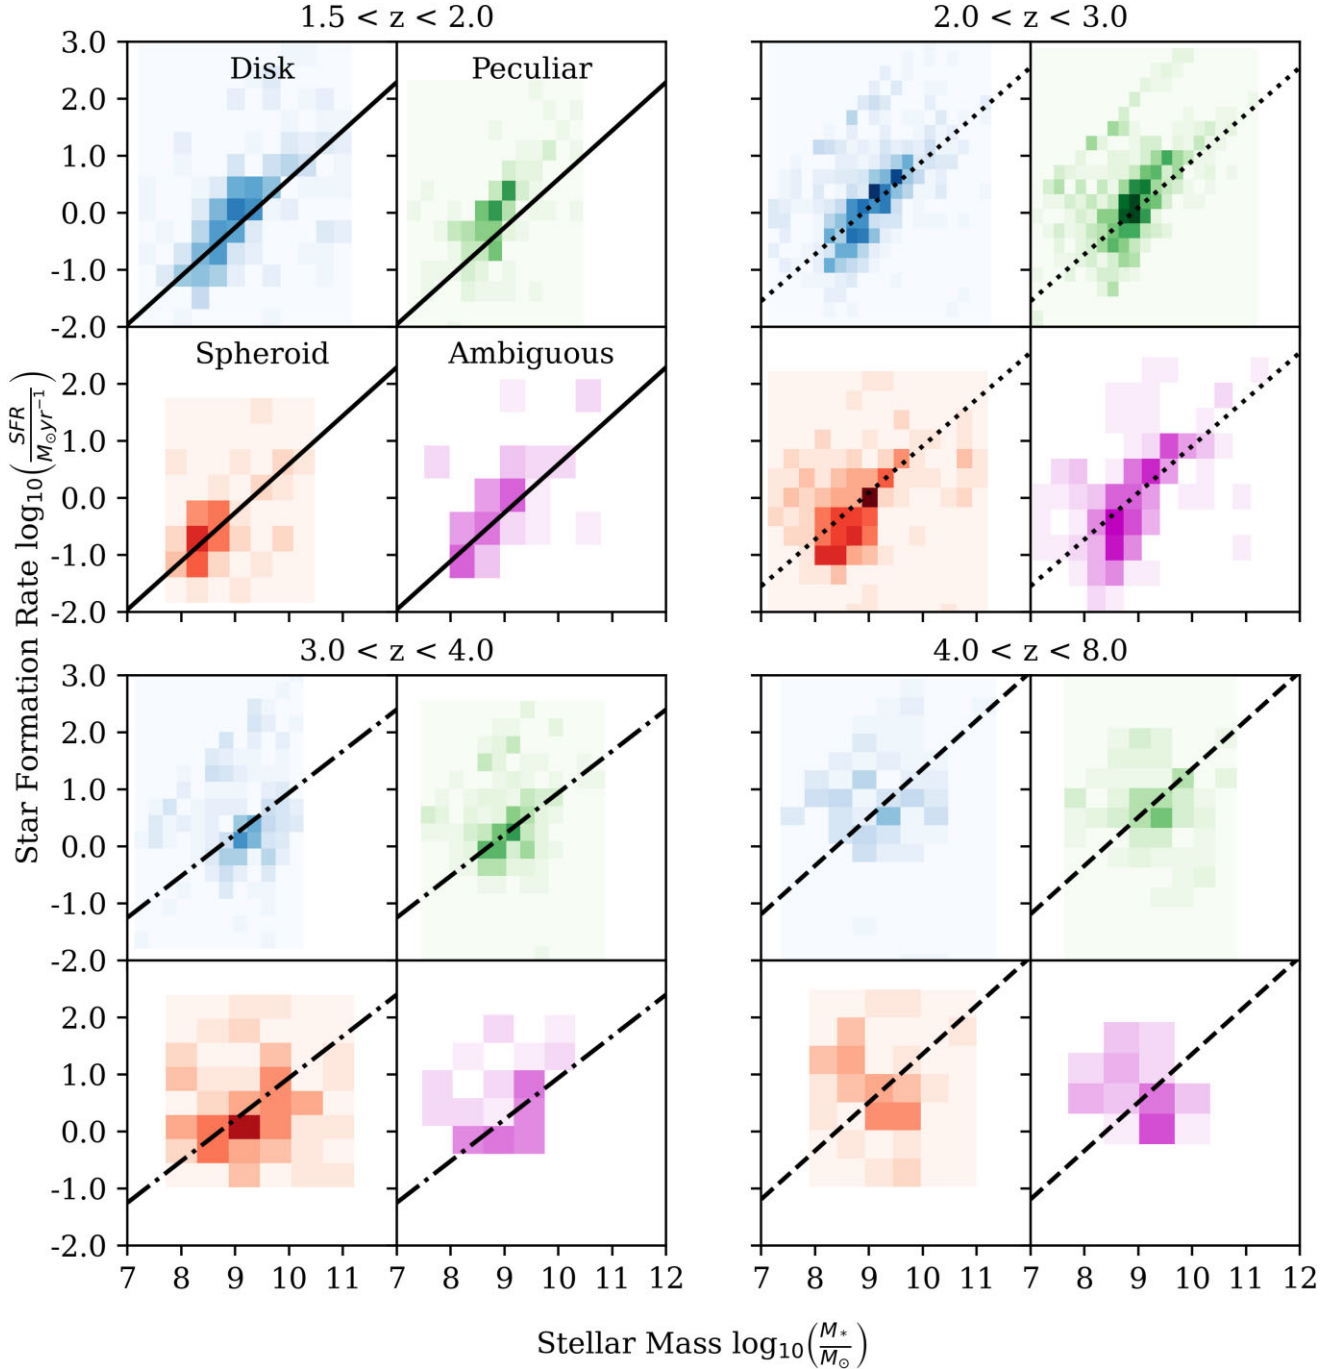 1.5 < z < 2.0
2.0 < z < 3.0
3.0
2.0
1.0
0.0
-1.0
-2.0
Disk
Peculiar
Spheroid
Ambiguous
2.0
1.0
0.0
-1.0
-2.0
3.0 < z < 4.0
4.0 < z < 8.0
3.0
2.0
1.0
0.0
-1.0
-2.0
2.0
1.0
0.0
-1.0
-2.0
7 8 9 10 11 7 8 9 10 11 12
7 8 9 10 11 7 8 9 10 11 12
Star Formation Rate log₁₀(SFR/M⊙yr⁻¹)
Stellar Mass log₁₀(M*/M⊙)